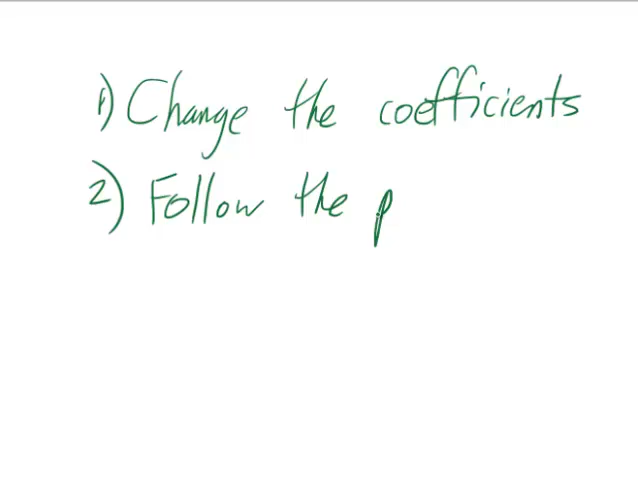 1) Change the coefficients
2) Follow the p